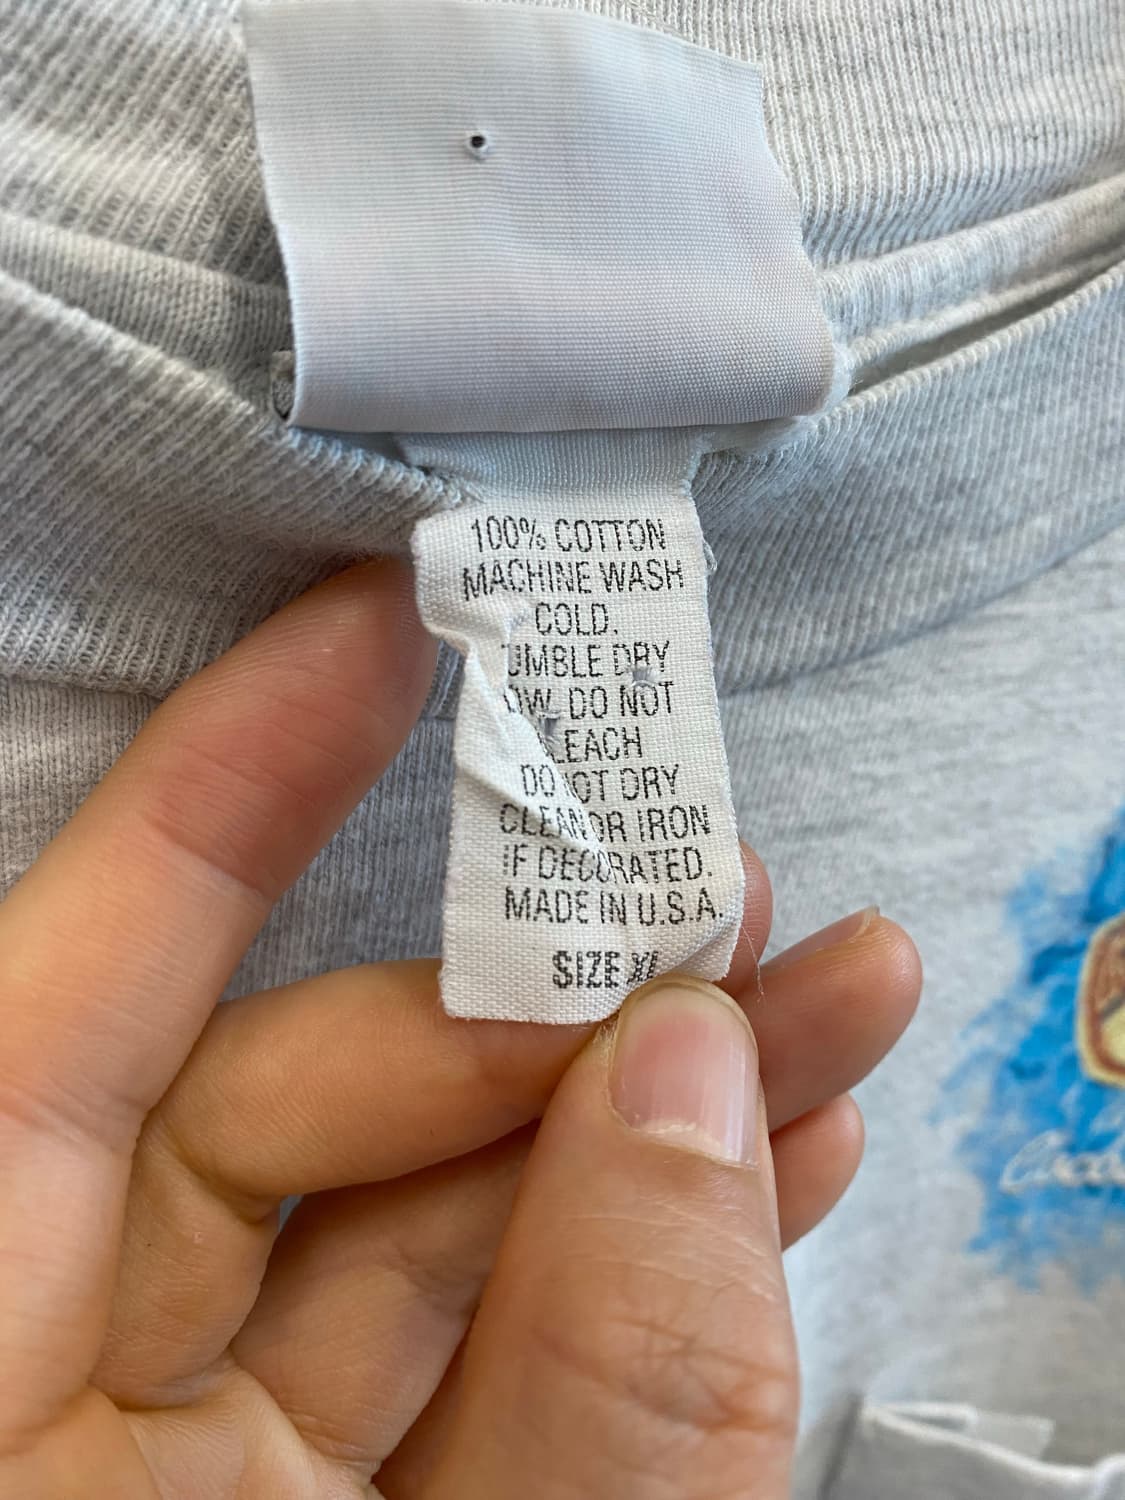 100% COTTON
MACHINE WASH
COLD.
UMBLE DRY
OW DO NOT
LEACH
DO OT DRY
CLEAN OR IRON
IF DECORATED.
MADE IN U.S.A.
SIZE XL